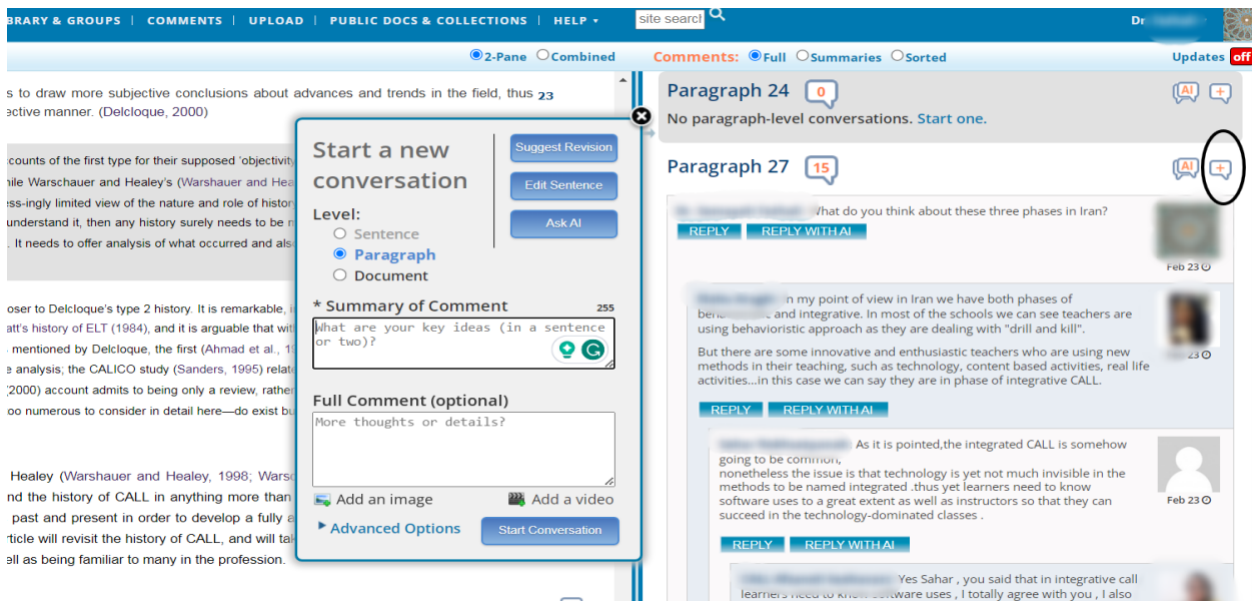 BRARY & GROUPS | COMMENTS | UPLOAD | PUBLIC DOCS & COLLECTIONS | HELP
site search
Dr
2-Pane Combined
Comments: Full Summaries Sorted
Updates off
s to draw more subjective conclusions about advances and trends in the field, thus 23
ective manner. (Delcloque, 2000)
counts of the first type for their supposed 'objectivity
Warschauer and Healey's (Warshauer and Hea
ess-ingly limited view of the nature and role of histor
understand it, then any history surely needs to be
. It needs to offer analysis of what occurred and als
oser to Delcloque's type 2 history. It is remarkable,
att's history of ELT (1984), and it is arguable that wit
mentioned by Delcloque, the first (Ahmad et al., 1
e analysis; the CALICO study (Sanders, 1995) relat
(2000) account admits to being only a review, rather
oo numerous to consider in detail here—do exist bu
Healey (Warshauer and Healey, 1998; Warsc
nd the history of CALL in anything more than
past and present in order to develop a fully a
rticle will revisit the history of CALL, and will tak
ell as being familiar to many in the profession.
Start a new
conversation
Suggest Revision
Edit Sentence
Ask AI
Level:
Sentence
Paragraph
Document
* Summary of Comment 255
What are your key ideas (in a sentence
or two)?
Full Comment (optional)
More thoughts or details?
Add an image Add a video
Advanced Options Start Conversation
Paragraph 24 0 AI +
No paragraph-level conversations. Start one.
Paragraph 27 15 AI +
What do you think about these three phases in Iran?
REPLY REPLY WITH AI
Feb 23
In my point of view in Iran we have both phases of
and integrative. In most of the schools we can see teachers are
using behavioristic approach as they are dealing with "drill and kill".
23
But there are some innovative and enthusiastic teachers who are using new
methods in their teaching, such as technology, content based activities, real life
activities...in this case we can say they are in phase of integrative CALL.
REPLY REPLY WITH AI
As it is pointed,the integrated CALL is somehow
going to be common,
nonetheless the issue is that technology is yet not much invisible in the
methods to be named integrated .thus yet learners need to know
software uses to a great extent as well as instructors so that they can
succeed in the technology-dominated classes .
Feb 23
REPLY REPLY WITH AI
Yes Sahar , you said that in integrative call
learners need to know software uses , I totally agree with you , I also